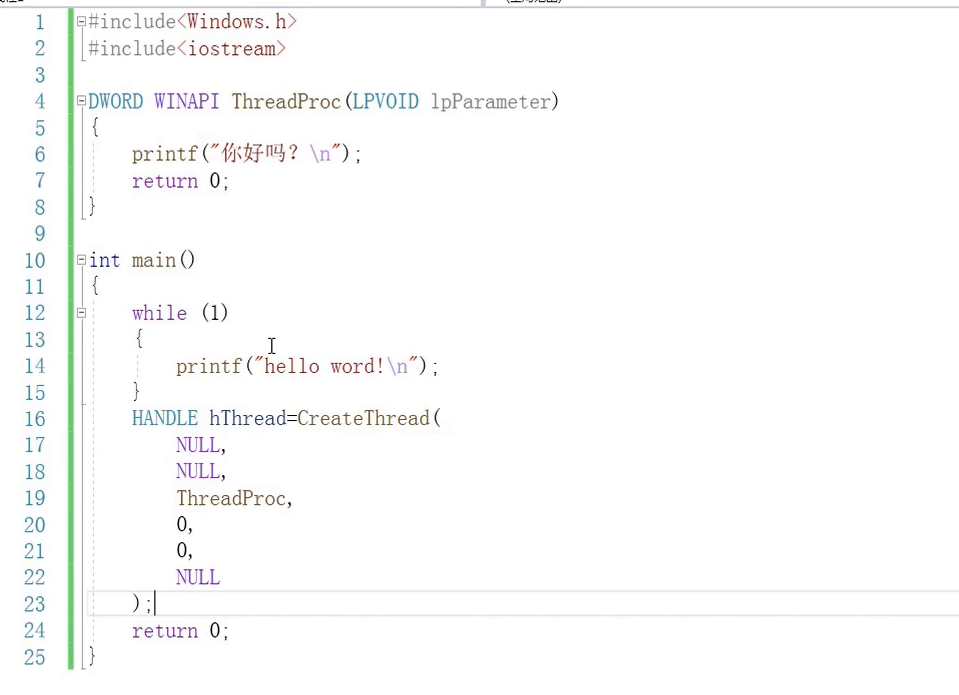 1 #include<Windows.h>
2 #include<iostream>
3
4 DWORD WINAPI ThreadProc(LPVOID lpParameter)
5 {
6 printf("你好吗？\n");
7 return 0;
8 }
9
10 int main()
11 {
12 while (1)
13 {
14 printf("hello word!\n");
15 }
16 HANDLE hThread=CreateThread(
17 NULL,
18 NULL,
19 ThreadProc,
20 0,
21 0,
22 NULL
23 );
24 return 0;
25 }